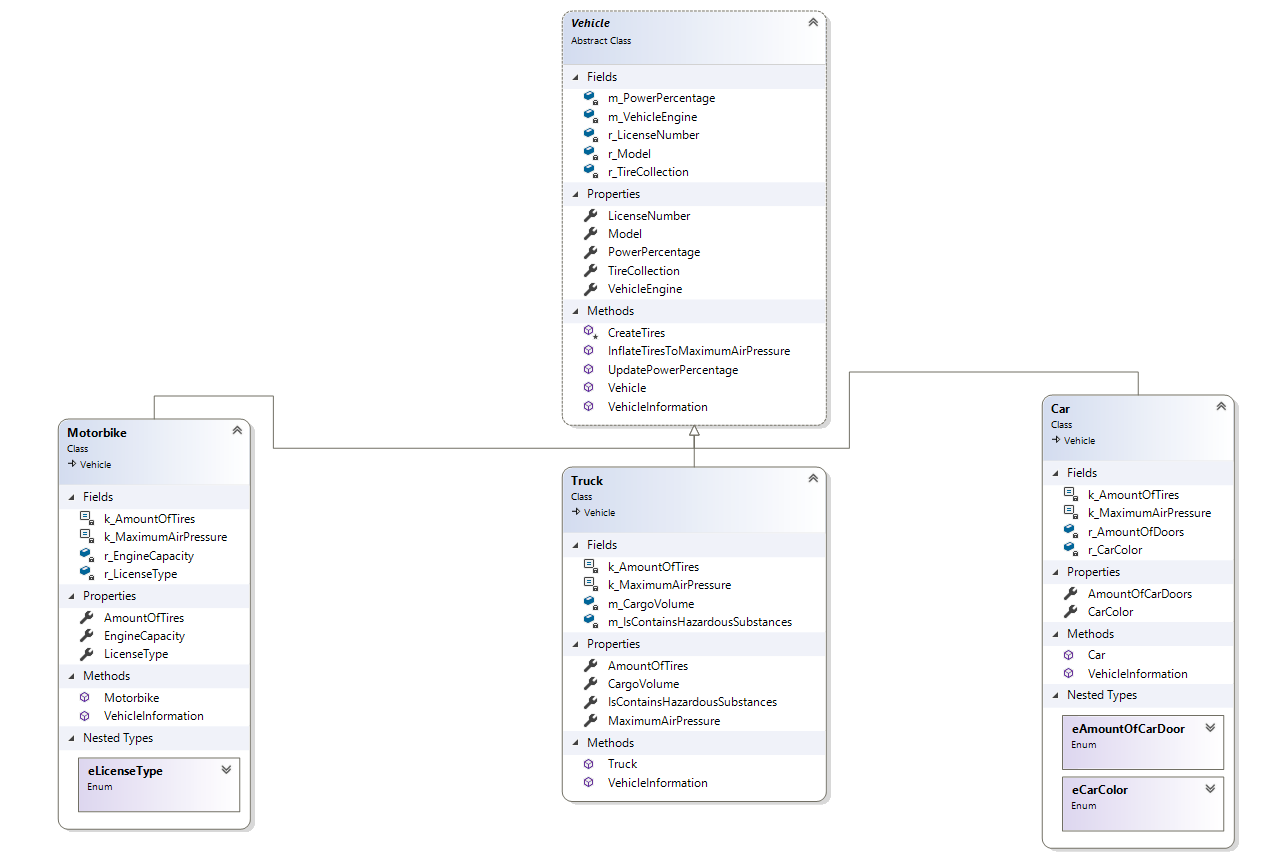 Vehicle
Abstract Class
Fields
m_PowerPercentage
m_VehicleEngine
r_LicenseNumber
r_Model
r_TireCollection
Properties
LicenseNumber
Model
PowerPercentage
TireCollection
VehicleEngine
Methods
CreateTires
InflateTiresToMaximumAirPressure
UpdatePowerPercentage
Vehicle
VehicleInformation
Motorbike
Class
Vehicle
Fields
k_AmountOfTires
k_MaximumAirPressure
r_EngineCapacity
r_LicenseType
Properties
AmountOfTires
EngineCapacity
LicenseType
Methods
Motorbike
VehicleInformation
Nested Types
eLicenseType
Enum
Truck
Class
Vehicle
Fields
k_AmountOfTires
k_MaximumAirPressure
m_CargoVolume
m_IsContainsHazardousSubstances
Properties
AmountOfTires
CargoVolume
IsContainsHazardousSubstances
MaximumAirPressure
Methods
Truck
VehicleInformation
Car
Class
Vehicle
Fields
k_AmountOfTires
k_MaximumAirPressure
r_AmountOfDoors
r_CarColor
Properties
AmountOfCarDoors
CarColor
Methods
Car
VehicleInformation
Nested Types
eAmountOfCarDoor
Enum
eCarColor
Enum